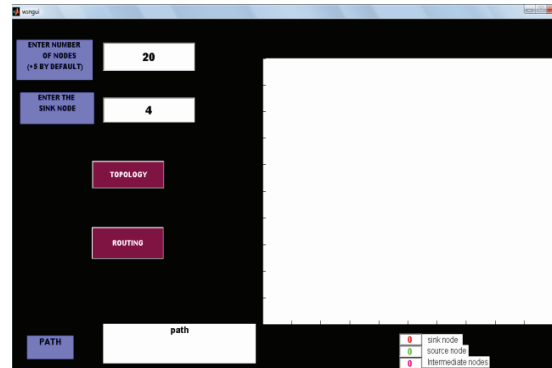 wsngui
ENTER NUMBER
OF NODES
(+5 BY DEFAULT)
20
ENTER THE
SINK NODE
4
TOPOLOGY
ROUTING
PATH
path
0 sink node
0 source node
0 Intermediate nodes